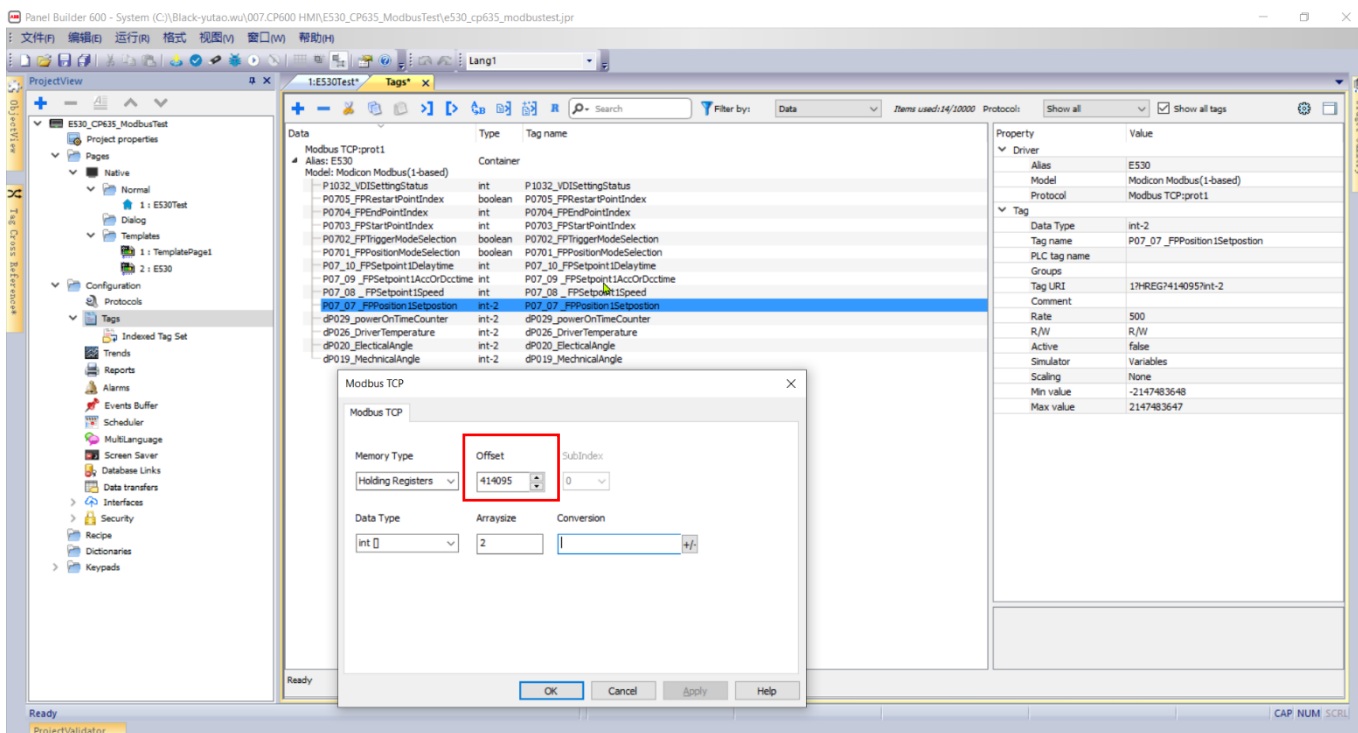 Panel Builder 600 - System (C:)\Black-yutao.wu\007.CP600 HMI\E530_CP635_ModbusTest\e530_cp635_modbustest.jpr
文件(F) 编辑(E) 运行(R) 格式 视图(V) 窗口(W) 帮助(H)
Lang1
ProjectView
1:E530Test* Tags*
ObjectView
Tag Cross References
E530_CP635_ModbusTest
Project properties
Pages
Native
Normal
1 : E530Test
Dialog
Templates
1 : TemplatePage1
2 : E530
Configuration
Protocols
Tags
Indexed Tag Set
Trends
Reports
Alarms
Events Buffer
Scheduler
MultiLanguage
Screen Saver
Database Links
Data transfers
Interfaces
Security
Recipe
Dictionaries
Keypads
Search Filter by: Data Items used:14/10000 Protocol: Show all Show all tags
Data Type Tag name
Modbus TCP:prot1
Alias: E530 Container
Model: Modicon Modbus(1-based)
P1032_VDISettingStatus int P1032_VDISettingStatus
P0705_FPRestartPointIndex boolean P0705_FPRestartPointIndex
P0704_FPEndPointIndex int P0704_FPEndPointIndex
P0703_FPStartPointIndex int P0703_FPStartPointIndex
P0702_FPTriggerModeSelection boolean P0702_FPTriggerModeSelection
P0701_FPPositionModeSelection boolean P0701_FPPositionModeSelection
P07_10_FPSetpoint1Delaytime int P07_10_FPSetpoint1Delaytime
P07_09 _FPSetpoint1AccOrDcctime int P07_09 _FPSetpoint1AccOrDcctime
P07_08 _ FPSetpoint1Speed int P07_08 _ FPSetpoint1Speed
P07_07 _FPPosition1Setpostion int-2 P07_07 _FPPosition1Setpostion
dP029_powerOnTimeCounter int-2 dP029_powerOnTimeCounter
dP026_DriverTemperature int-2 dP026_DriverTemperature
dP020_ElecticalAngle int-2 dP020_ElecticalAngle
dP019_MechnicalAngle int-2 dP019_MechnicalAngle
Property Value
Driver
Alias E530
Model Modicon Modbus(1-based)
Protocol Modbus TCP:prot1
Tag
Data Type int-2
Tag name P07_07 _FPPosition1Setpostion
PLC tag name
Groups
Tag URI 1?HREG?414095?int-2
Comment
Rate 500
R/W R/W
Active false
Simulator Variables
Scaling None
Min value -2147483648
Max value 2147483647
Modbus TCP
Modbus TCP
Memory Type Offset SubIndex
Holding Registers 414095 0
Data Type Arraysize Conversion
int [] 2 +/-
OK Cancel Apply Help
Ready
Ready CAP NUM SCRL
ProjectValidator